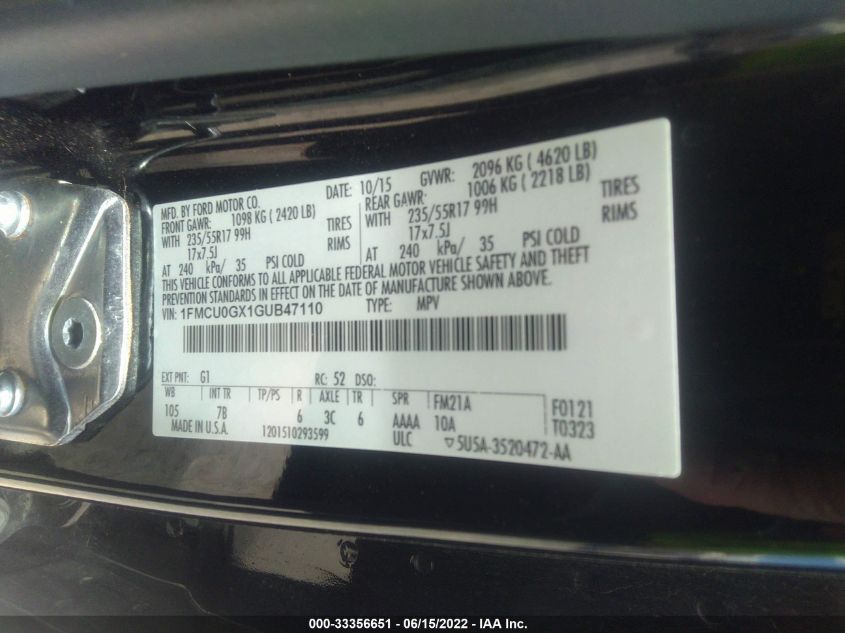 MFD. BY FORD MOTOR CO.
DATE: 10/15
GVWR: 2096 KG ( 4620 LB)
FRONT GAWR: 1098 KG ( 2420 LB)
REAR GAWR: 1006 KG ( 2218 LB)
WITH 235/55R17 99H TIRES
WITH 235/55R17 99H TIRES
17x7.5J RIMS
17x7.5J RIMS
AT 240 kPa/ 35 PSI COLD
AT 240 kPa/ 35 PSI COLD
THIS VEHICLE CONFORMS TO ALL APPLICABLE FEDERAL MOTOR VEHICLE SAFETY AND THEFT
PREVENTION STANDARDS IN EFFECT ON THE DATE OF MANUFACTURE SHOWN ABOVE.
VIN: 1FMCU0GX1GUB47110 TYPE: MPV
EXT PNT: G1 RC: 52 DSO:
WB INT TR TP/PS R AXLE TR SPR FM21A F0121
105 7B 6 3C 6 AAAA 10A T0323
MADE IN U.S.A. 1201510293599 ULC ▽5USA-3520472-AA
000-33356651 - 06/15/2022 - IAA Inc.